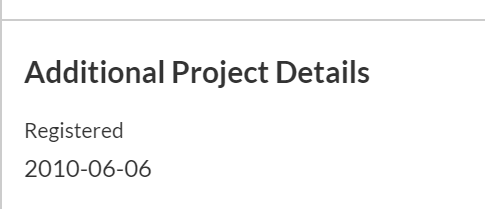 Additional Project Details
Registered
2010-06-06